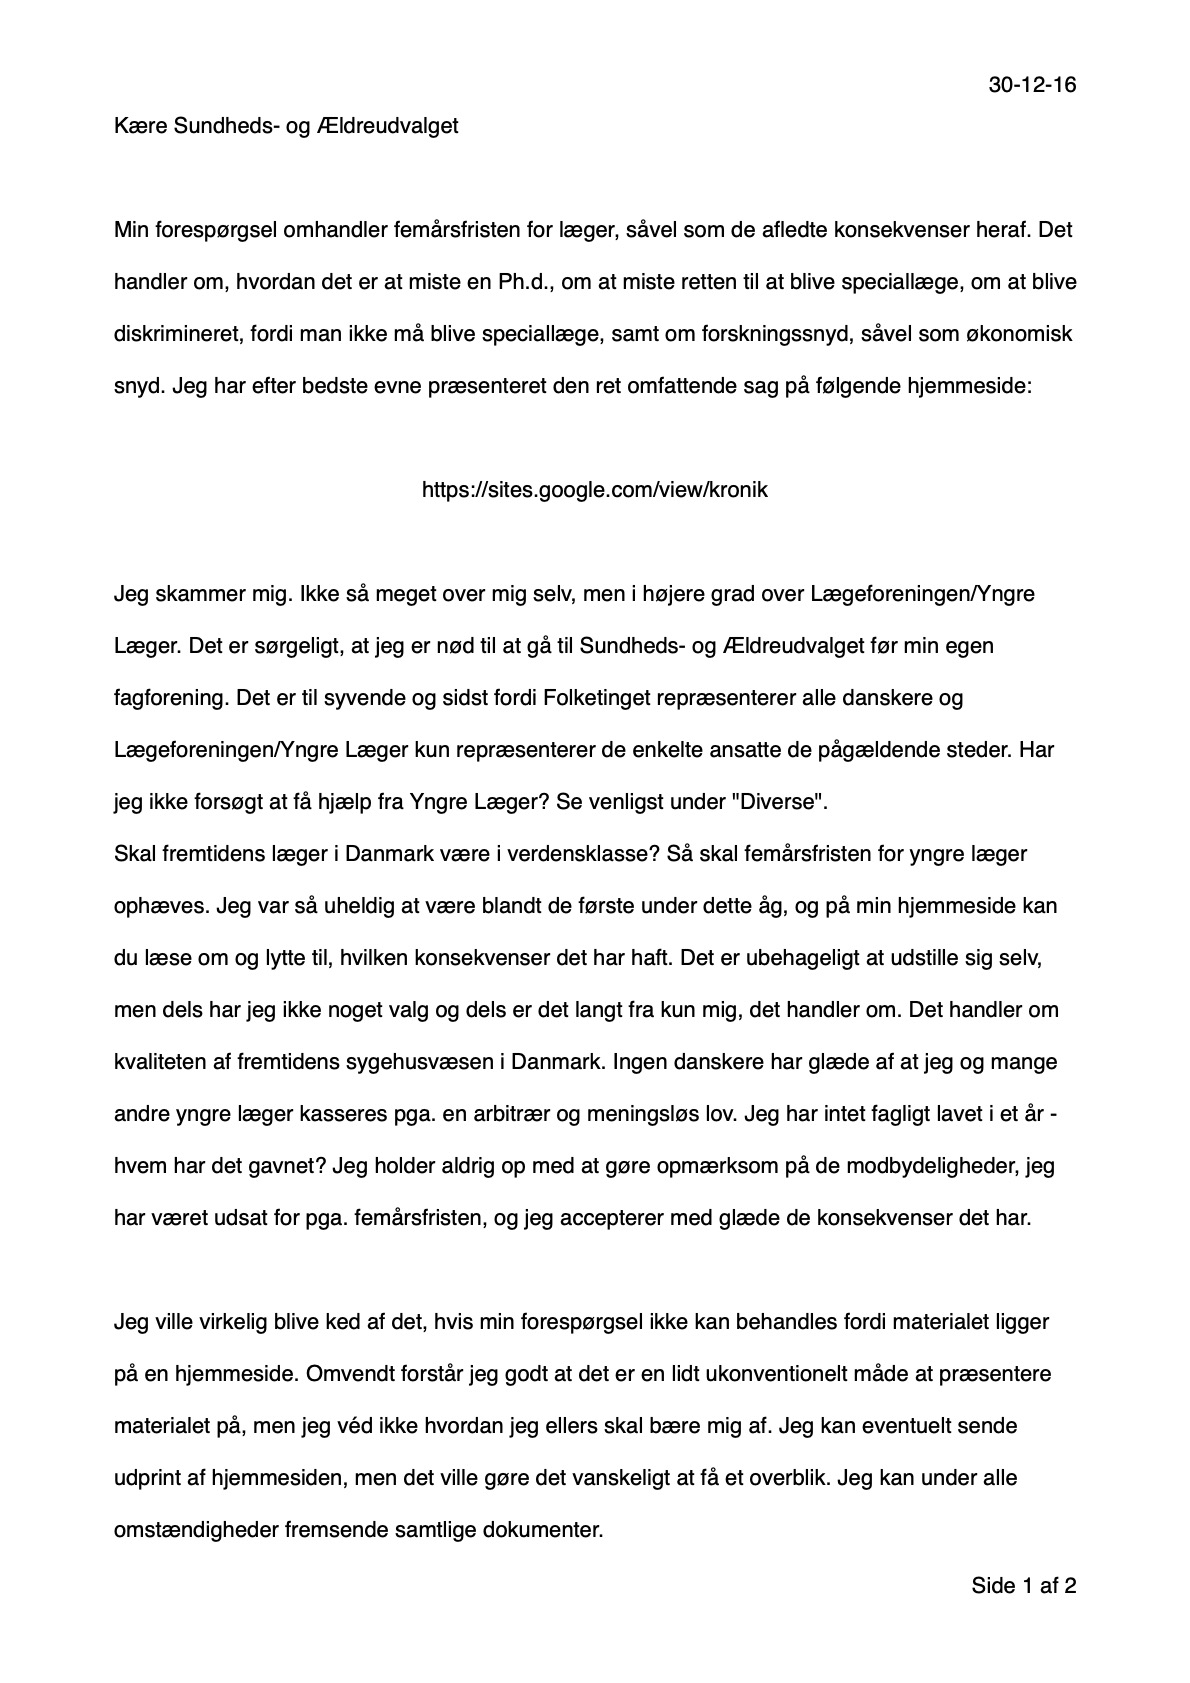 30-12-16
Kære Sundheds- og Ældreudvalget
Min forespørgsel omhandler femårsfristen for læger, såvel som de afledte konsekvenser heraf. Det
handler om, hvordan det er at miste en Ph.d., om at miste retten til at blive speciallæge, om at blive
diskrimineret, fordi man ikke må blive speciallæge, samt om forskningssnyd, såvel som økonomisk
snyd. Jeg har efter bedste evne præsenteret den ret omfattende sag på følgende hjemmeside:
https://sites.google.com/view/kronik
Jeg skammer mig. Ikke så meget over mig selv, men i højere grad over Lægeforeningen/Yngre
Læger. Det er sørgeligt, at jeg er nød til at gå til Sundheds- og Ældreudvalget før min egen
fagforening. Det er til syvende og sidst fordi Folketinget repræsenterer alle danskere og
Lægeforeningen/Yngre Læger kun repræsenterer de enkelte ansatte de pågældende steder. Har
jeg ikke forsøgt at få hjælp fra Yngre Læger? Se venligst under "Diverse".
Skal fremtidens læger i Danmark være i verdensklasse? Så skal femårsfristen for yngre læger
ophæves. Jeg var så uheldig at være blandt de første under dette åg, og på min hjemmeside kan
du læse om og lytte til, hvilken konsekvenser det har haft. Det er ubehageligt at udstille sig selv,
men dels har jeg ikke noget valg og dels er det langt fra kun mig, det handler om. Det handler om
kvaliteten af fremtidens sygehusvæsen i Danmark. Ingen danskere har glæde af at jeg og mange
andre yngre læger kasseres pga. en arbitrær og meningsløs lov. Jeg har intet fagligt lavet i et år -
hvem har det gavnet? Jeg holder aldrig op med at gøre opmærksom på de modbydeligheder, jeg
har været udsat for pga. femårsfristen, og jeg accepterer med glæde de konsekvenser det har.
Jeg ville virkelig blive ked af det, hvis min forespørgsel ikke kan behandles fordi materialet ligger
på en hjemmeside. Omvendt forstår jeg godt at det er en lidt ukonventionelt måde at præsentere
materialet på, men jeg véd ikke hvordan jeg ellers skal bære mig af. Jeg kan eventuelt sende
udprint af hjemmesiden, men det ville gøre det vanskeligt at få et overblik. Jeg kan under alle
omstændigheder fremsende samtlige dokumenter.
Side 1 af 2